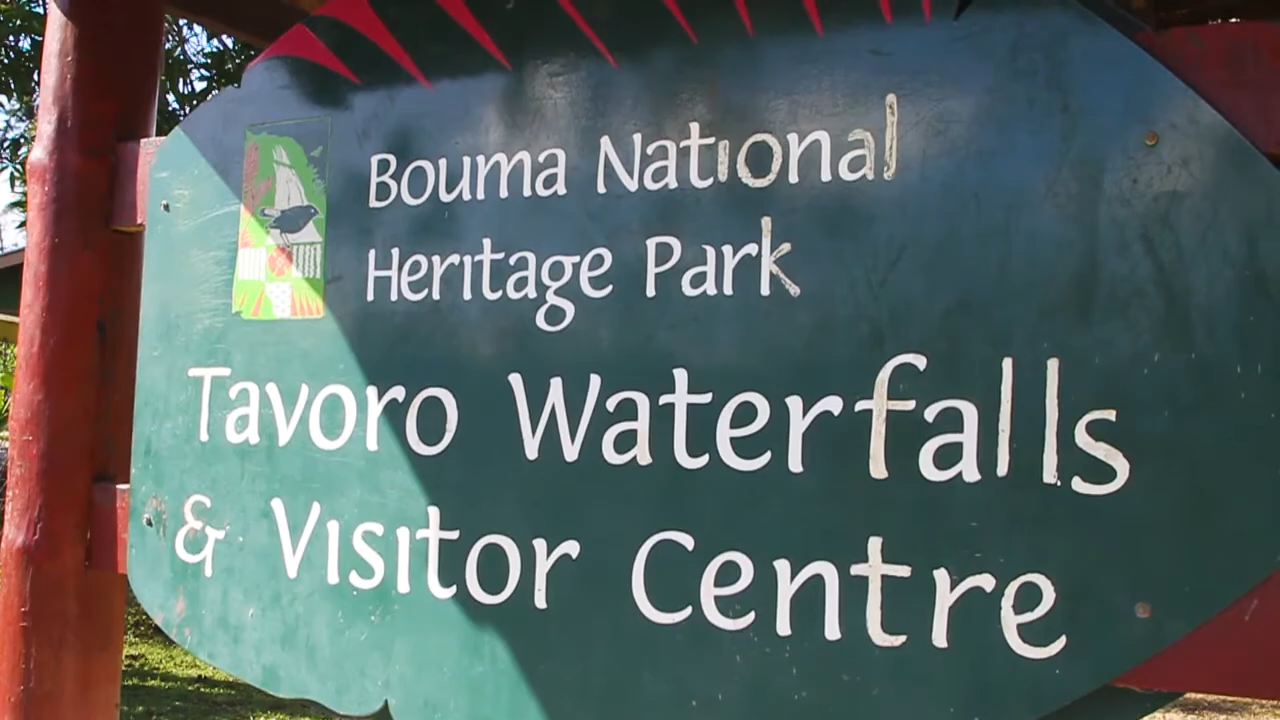 Bouma National
Heritage Park
Tavoro Waterfalls
& Visitor Centre